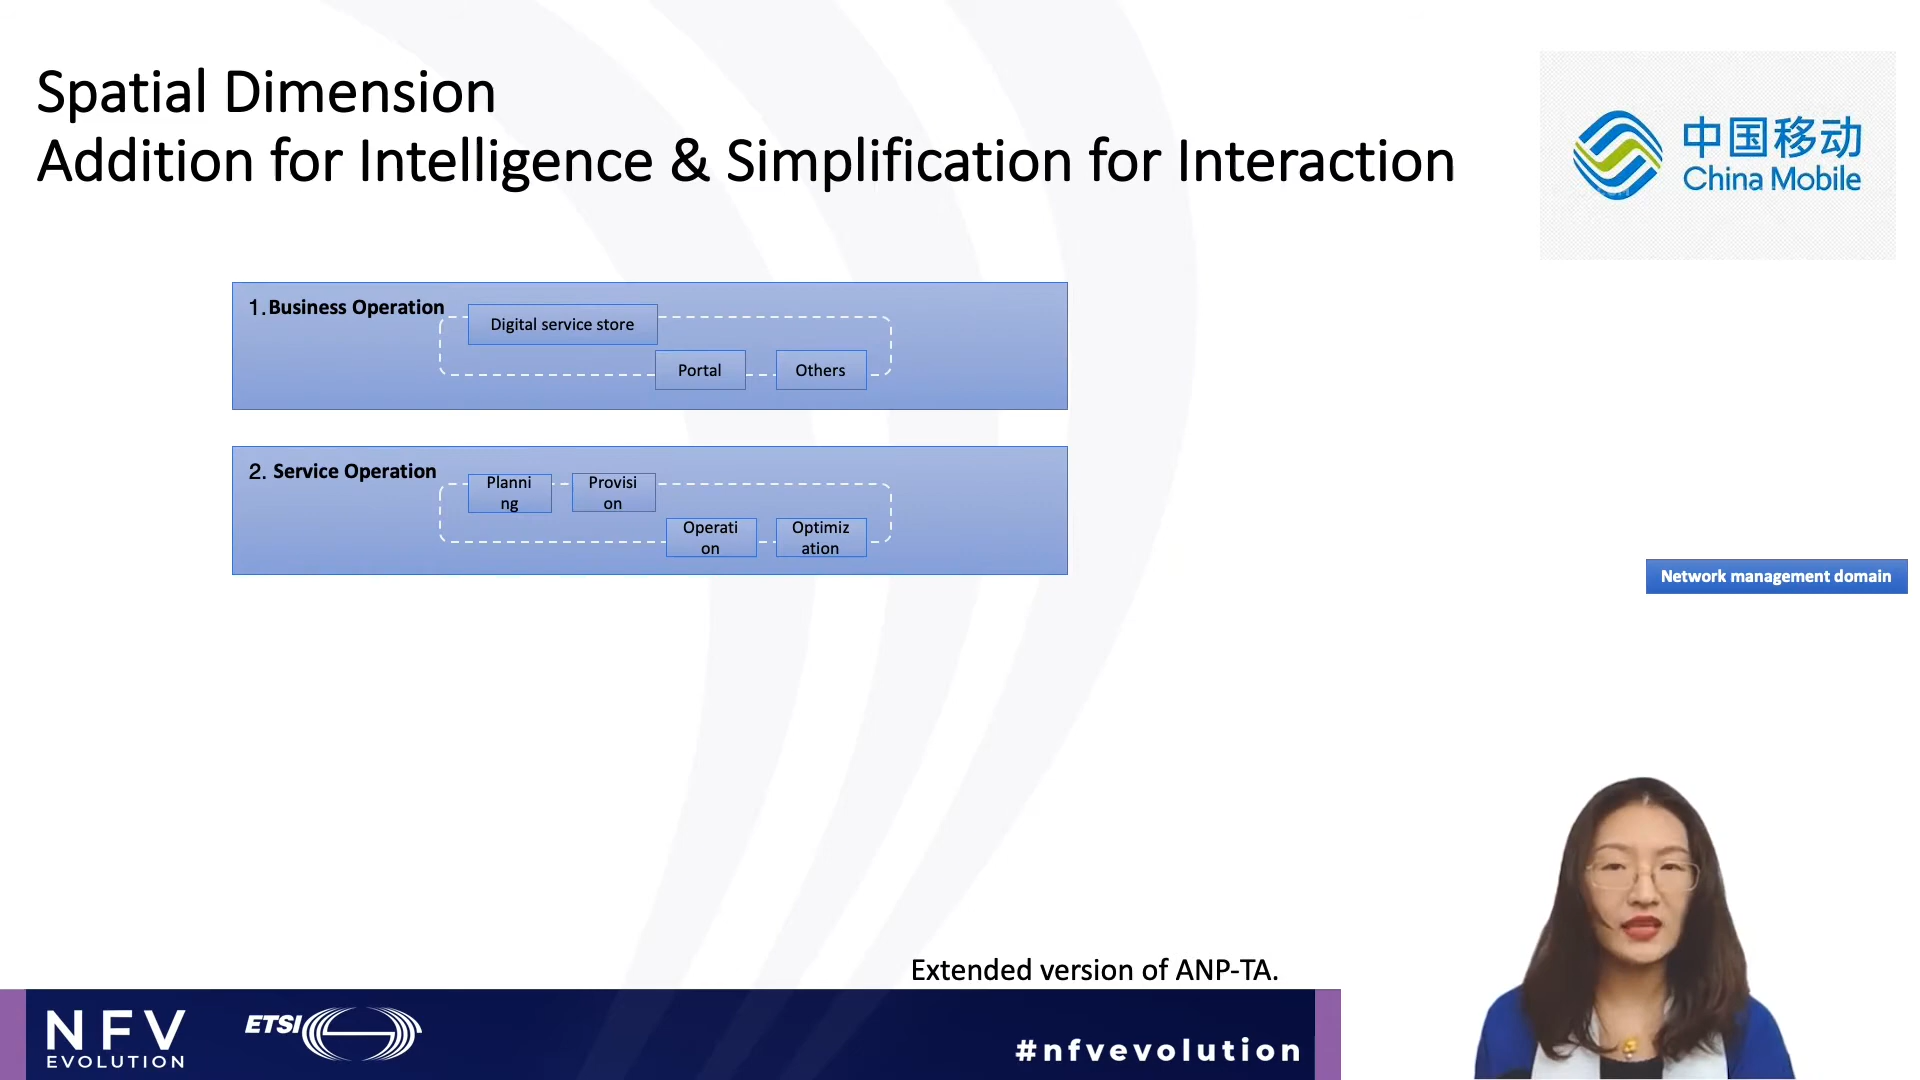 Spatial Dimension
Addition for Intelligence & Simplification for Interaction
中国移动
China Mobile
1. Business Operation
Digital service store
Portal
Others
2. Service Operation
Planni
ng
Provisi
on
Operati
on
Optimiz
ation
Network management domain
Extended version of ANP-TA.
NFV
EVOLUTION
ETSI
#nfvevolution